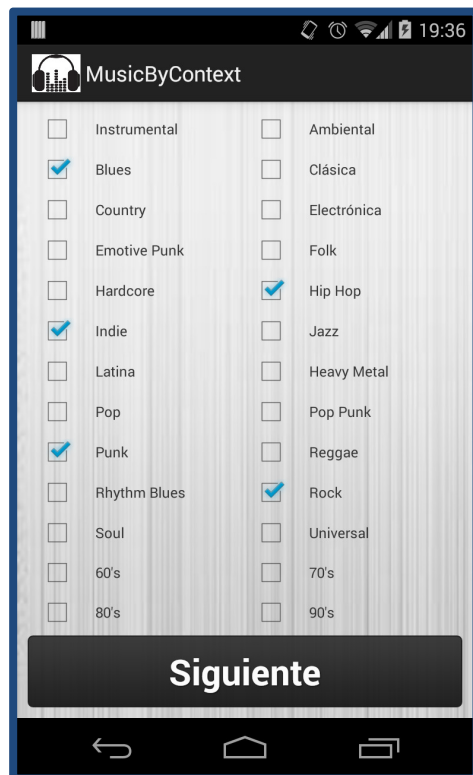 19:36
MusicByContext
Instrumental Ambiental
Blues Clásica
Country Electrónica
Emotive Punk Folk
Hardcore Hip Hop
Indie Jazz
Latina Heavy Metal
Pop Pop Punk
Punk Reggae
Rhythm Blues Rock
Soul Universal
60's 70's
80's 90's
Siguiente